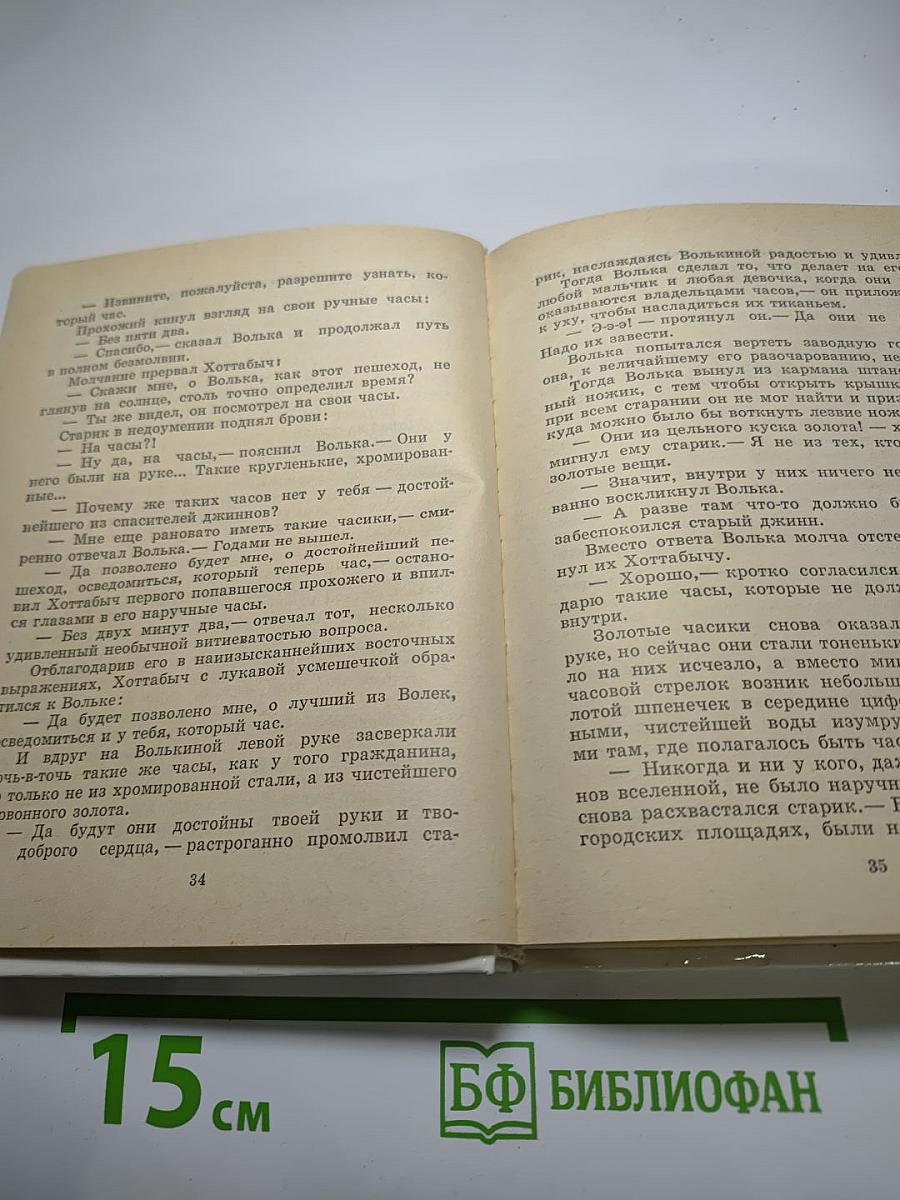 — Извините, пожалуйста, разрешите узнать, ко-
торый час.
Прохожий кинул взгляд на свои ручные часы:
— Без пяти два.
— Спасибо,— сказал Волька и продолжал путь
в полном безмолвии.
Молчание прервал Хоттабыч:
— Скажи мне, о Волька, как этот пешеход, не
глянув на солнце, столь точно определил время?
— Ты же видел, он посмотрел на свои часы.
Старик в недоумении поднял брови:
— На часы?!
— Ну да, на часы,— пояснил Волька.— Они у
него были на руке... Такие кругленькие, хромирован-
ные...
— Почему же таких часов нет у тебя — достой-
нейшего из спасителей джиннов?
— Мне еще рановато иметь такие часики,— сми-
ренно отвечал Волька.— Годами не вышел.
— Да позволено будет мне, о достойнейший пе-
шеход, осведомиться, который теперь час,— остано-
вил Хоттабыч первого попавшегося прохожего и впил-
ся глазами в его наручные часы.
— Без двух минут два,— отвечал тот, несколько
удивленный необычной витиеватостью вопроса.
Отблагодарив его в наиизысканнейших восточных
выражениях, Хоттабыч с лукавой усмешечкой обра-
тился к Вольке:
— Да будет позволено мне, о лучший из Волек,
осведомиться и у тебя, который час.
И вдруг на Волькиной левой руке засверкали
очь-в-точь такие же часы, как у того гражданина,
только не из хромированной стали, а из чистейшего
рвонного золота.
— Да будут они достойны твоей руки и тво-
доброго сердца,— растроганно промолвил ста-
34
рик, наслаждаясь Волькиной радостью и удивл
Тогда Волька сделал то, что делает на ег
любой мальчик и любая девочка, когда они
оказываются владельцами часов,— он прилож
к уху, чтобы насладиться их тиканьем.
— Э-э-э! — протянул он.— Да они не
Надо их завести.
Волька попытался вертеть заводную го
она, к величайшему его разочарованию, не
Тогда Волька вынул из кармана штан
ный ножик, с тем чтобы открыть крышк
при всем старании он не мог найти и приз
куда можно было бы воткнуть лезвие нож
— Они из цельного куска золота! — х
мигнул ему старик.— Я не из тех, кто
золотые вещи.
— Значит, внутри у них ничего не
ванно воскликнул Волька.
— А разве там что-то должно б
забеспокоился старый джинн.
Вместо ответа Волька молча отсте
нул их Хоттабычу.
— Хорошо,— кротко согласился
дарю такие часы, которые не долж
внутри.
Золотые часики снова оказал
руке, но сейчас они стали тоненьки
ло на них исчезло, а вместо мин
часовой стрелок возник небольш
лотой шпенечек в середине циф
ными, чистейшей воды изумру
ми там, где полагалось быть час
— Никогда и ни у кого, даж
нов вселенной, не было наручн
снова расхвастался старик.—
городских площадях, были н
35
15 см
БФ БИБЛИОФАН